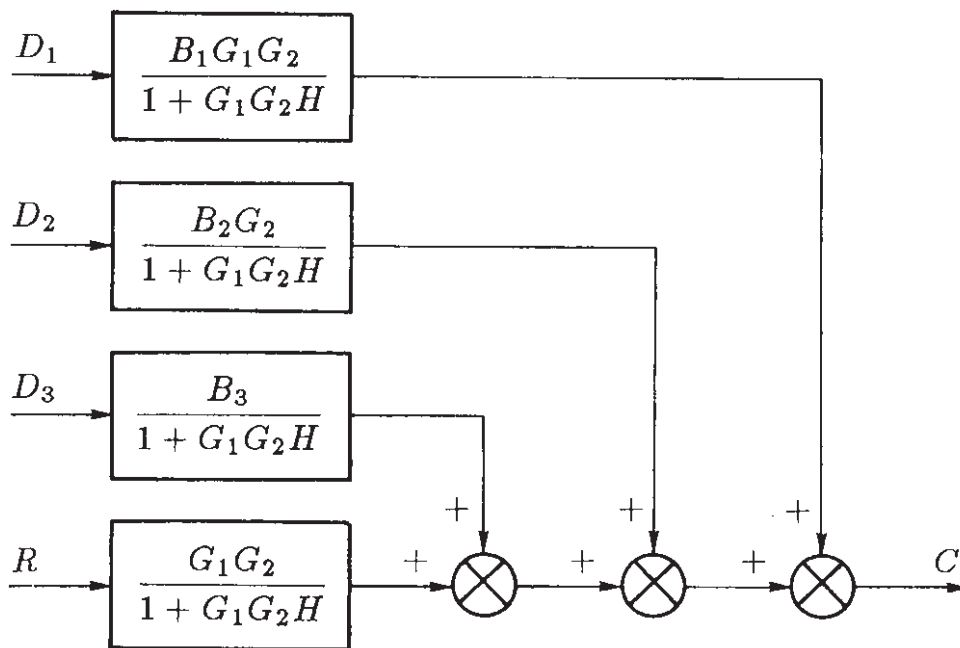 D₁
B₁G₁G₂
1 + G₁G₂H
D₂
B₂G₂
1 + G₁G₂H
D₃
B₃
1 + G₁G₂H
+ + +
R
G₁G₂
1 + G₁G₂H
+ + +
C